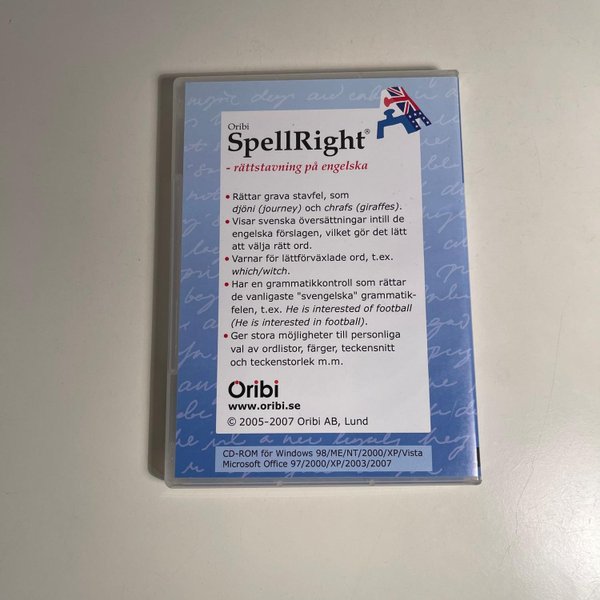 Oribi
SpellRight®
- rättstavning på engelska
• Rättar grava stavfel, som
djöni (journey) och chrafs (giraffes).
• Visar svenska översättningar intill de
engelska förslagen, vilket gör det lätt
att välja rätt ord.
• Varnar för lättförväxlade ord, t.ex.
which/witch.
• Har en grammatikkontroll som rättar
de vanligaste "svengelska" grammatik-
felen, t.ex. He is interested of football
(He is interested in football).
• Ger stora möjligheter till personliga
val av ordlistor, färger, teckensnitt
och teckenstorlek m.m.
Oribi
www.oribi.se
© 2005-2007 Oribi AB, Lund
CD-ROM för Windows 98/ME/NT/2000/XP/Vista
Microsoft Office 97/2000/XP/2003/2007